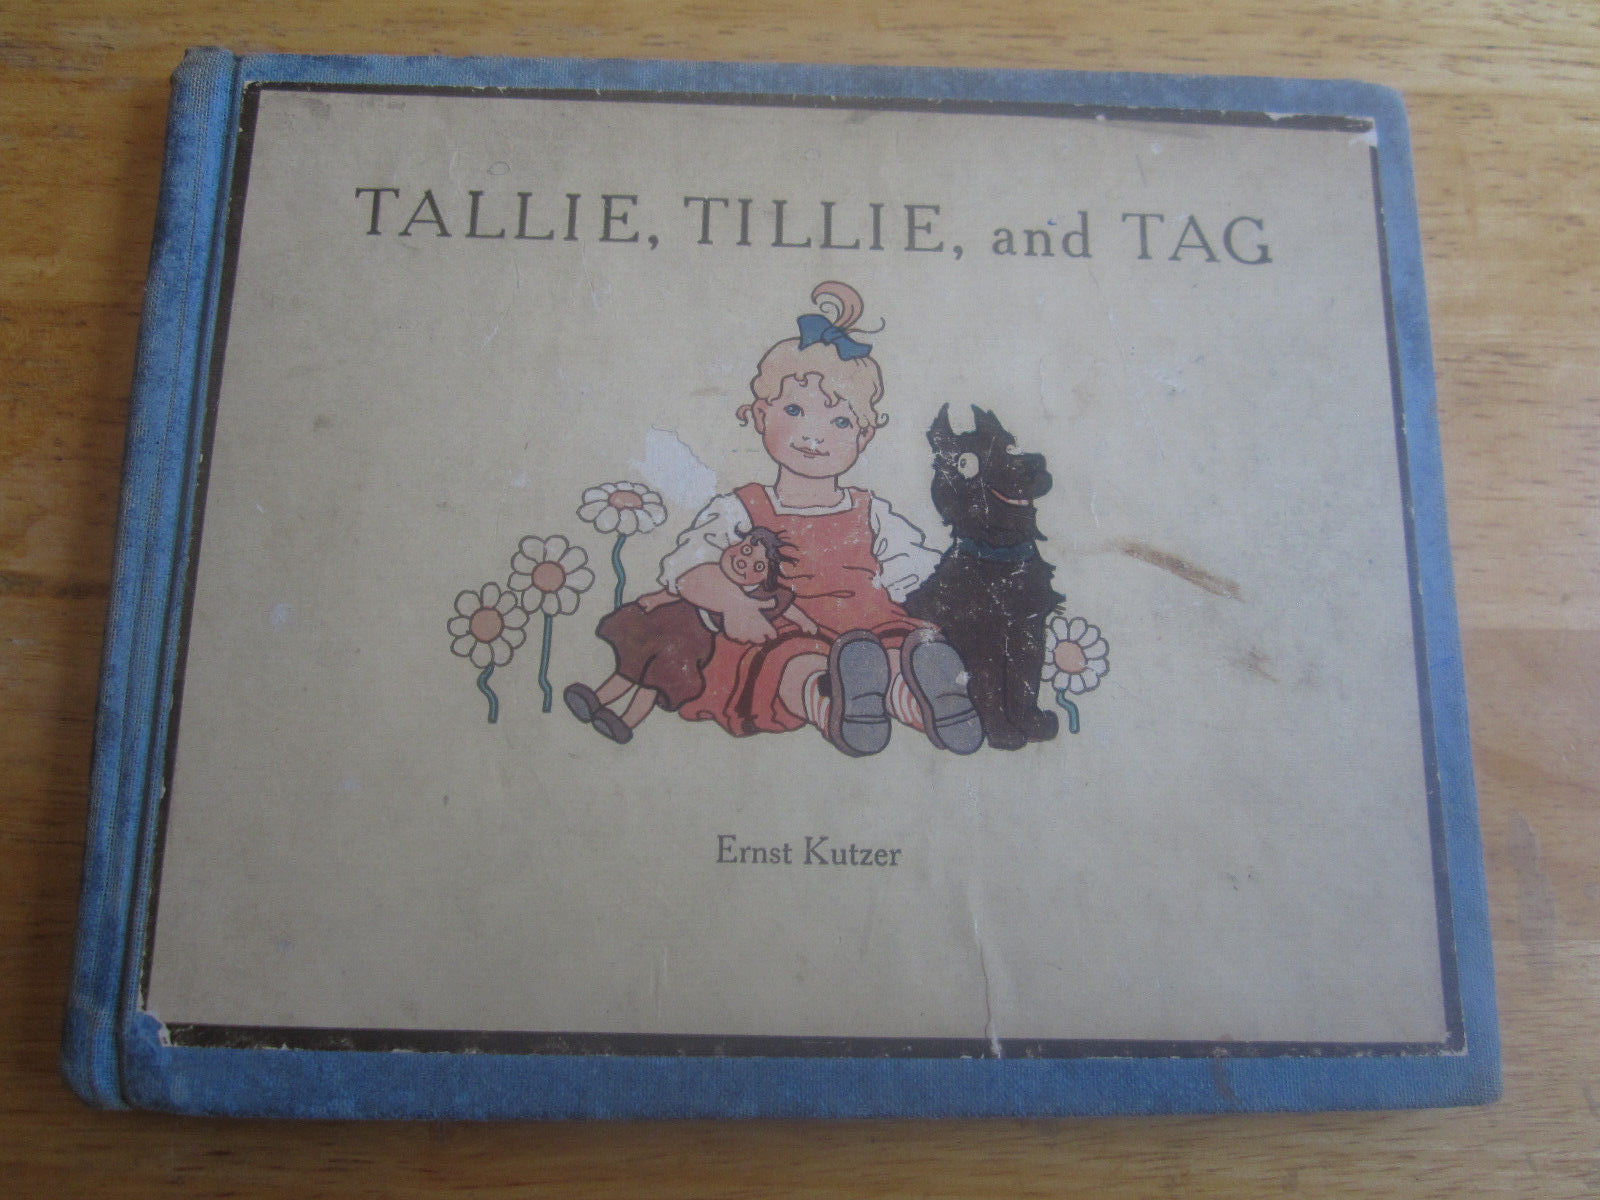 TALLIE, TILLIE, and TAG
Ernst Kutzer